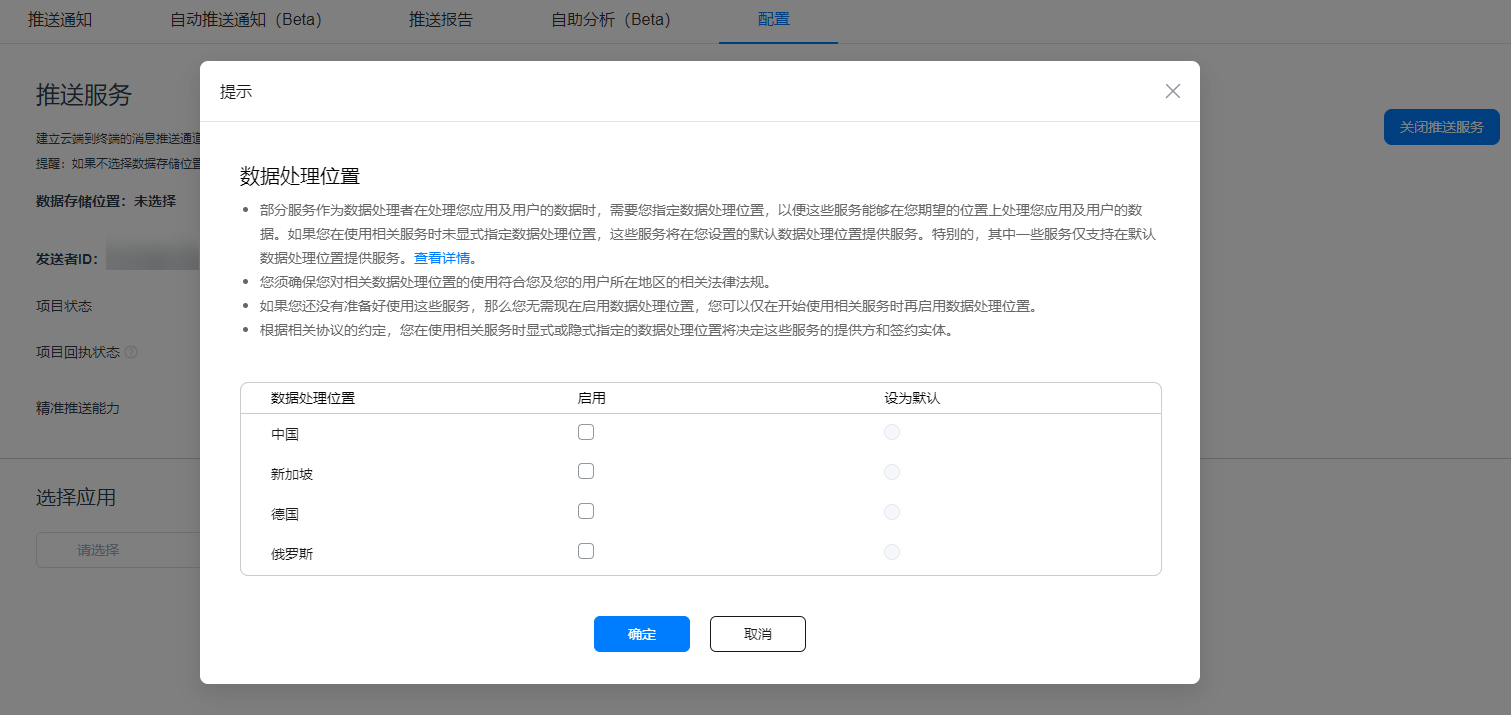 推送通知
自动推送通知（Beta）
推送报告
自助分析（Beta）
配置
推送服务
关闭推送服务
建立云端到终端的消息推送通道
提醒：如果不选择数据存储位置
数据存储位置：未选择
发送者ID：
项目状态
项目回执状态
精准推送能力
选择应用
请选择
提示
数据处理位置
部分服务作为数据处理者在处理您应用及用户的数据时，需要您指定数据处理位置，以便这些服务能够在您期望的位置上处理您应用及用户的数
据。如果您在使用相关服务时未显式指定数据处理位置，这些服务将在您设置的默认数据处理位置提供服务。特别的，其中一些服务仅支持在默认
数据处理位置提供服务。查看详情。
您须确保您对相关数据处理位置的使用符合您及您的用户所在地区的相关法律法规。
如果您还没有准备好使用这些服务，那么您无需现在启用数据处理位置，您可以仅在开始使用相关服务时再启用数据处理位置。
根据相关协议的约定，您在使用相关服务时显式或隐式指定的数据处理位置将决定这些服务的提供方和签约实体。
数据处理位置 启用 设为默认
中国
新加坡
德国
俄罗斯
确定
取消